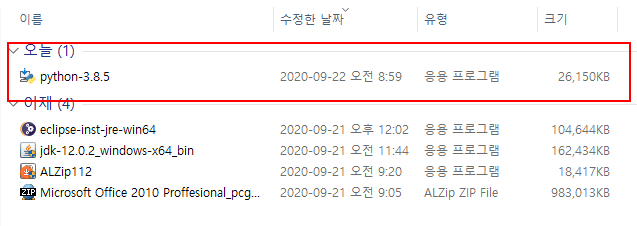 이름 수정한 날짜 유형 크기
오늘 (1)
python-3.8.5 2020-09-22 오전 8:59 응용 프로그램 26,150KB
어제 (4)
eclipse-inst-jre-win64 2020-09-21 오후 12:02 응용 프로그램 104,644KB
jdk-12.0.2_windows-x64_bin 2020-09-21 오전 11:44 응용 프로그램 162,434KB
ALZip112 2020-09-21 오전 9:20 응용 프로그램 18,417KB
ZIP Microsoft Office 2010 Proffesional_pcg... 2020-09-21 오전 9:05 ALZip ZIP File 983,013KB